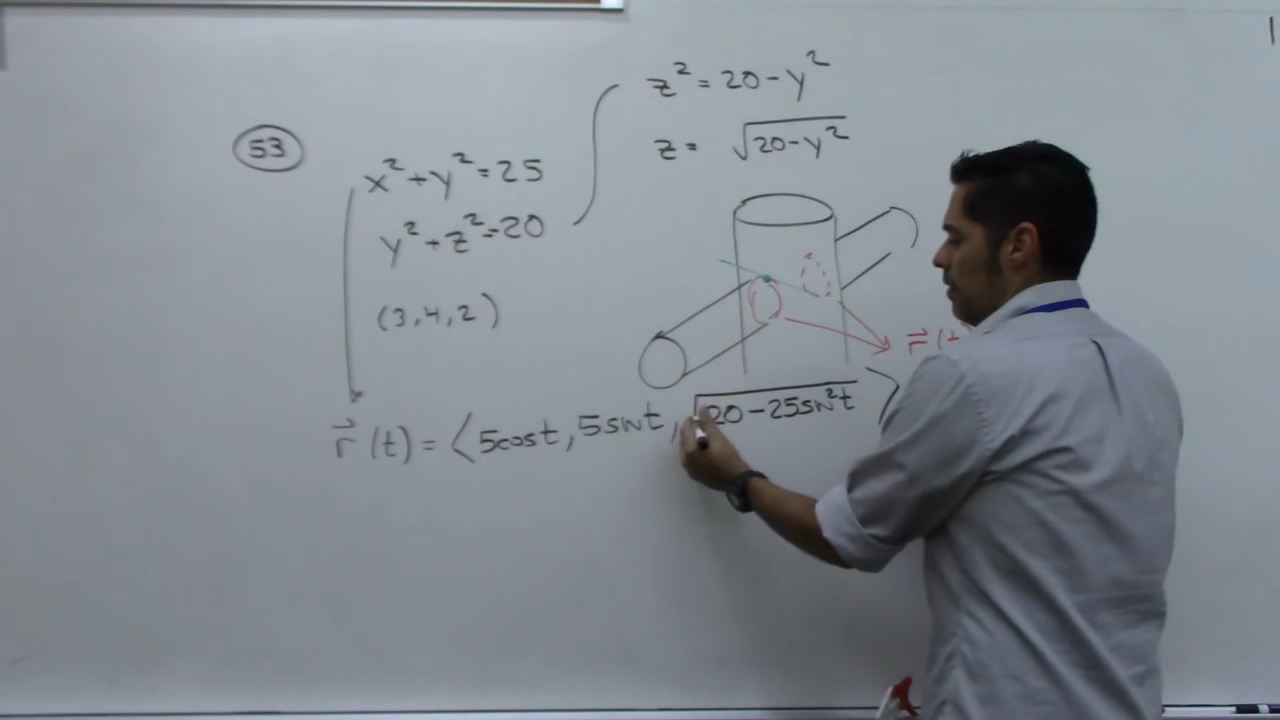 53
x² + y² = 25
y² + z² = 20
(3, 4, 2)
z² = 20 - y²
z = √(20 - y²)
r⃗ (t)
r⃗ (t) = ⟨5cost, 5sint, √(20 - 25sin²t)⟩